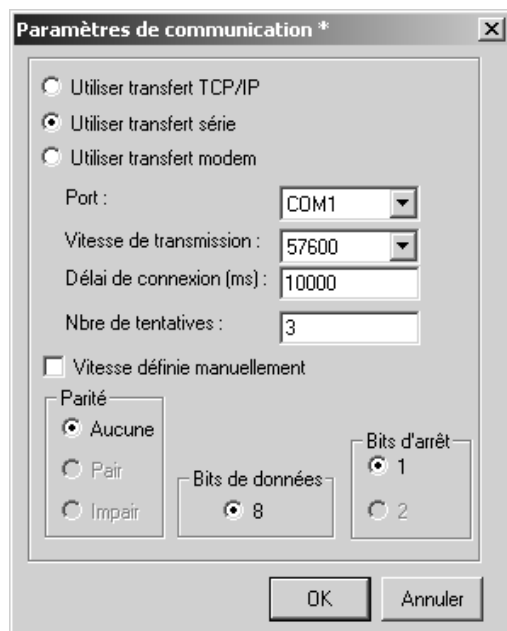 Paramètres de communication *
Utiliser transfert TCP/IP
Utiliser transfert série
Utiliser transfert modem
Port :
COM1
Vitesse de transmission :
57600
Délai de connexion (ms) :
10000
Nbre de tentatives :
3
Vitesse définie manuellement
Parité
Aucune
Pair
Impair
Bits de données
8
Bits d'arrêt
1
2
OK
Annuler